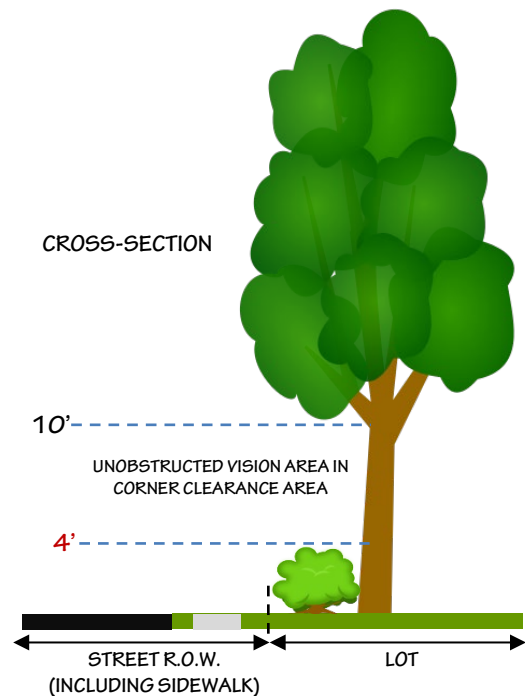 CROSS-SECTION
10'
UNOBSTRUCTED VISION AREA IN
CORNER CLEARANCE AREA
4'
STREET R.O.W.
(INCLUDING SIDEWALK)
LOT